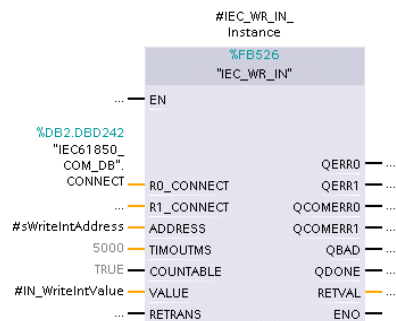 #IEC_WR_IN_
Instance
%FB526
"IEC_WR_IN"
... EN
%DB2.DBD242
"IEC61850_
COM_DB".
CONNECT R0_CONNECT
... R1_CONNECT
#sWriteIntAddress ADDRESS
5000 TIMOUTMS
TRUE COUNTABLE
#IN_WriteIntValue VALUE
... RETRANS
QERR0 ...
QERR1 ...
QCOMERR0 ...
QCOMERR1 ...
QBAD ...
QDONE ...
RETVAL ...
ENO